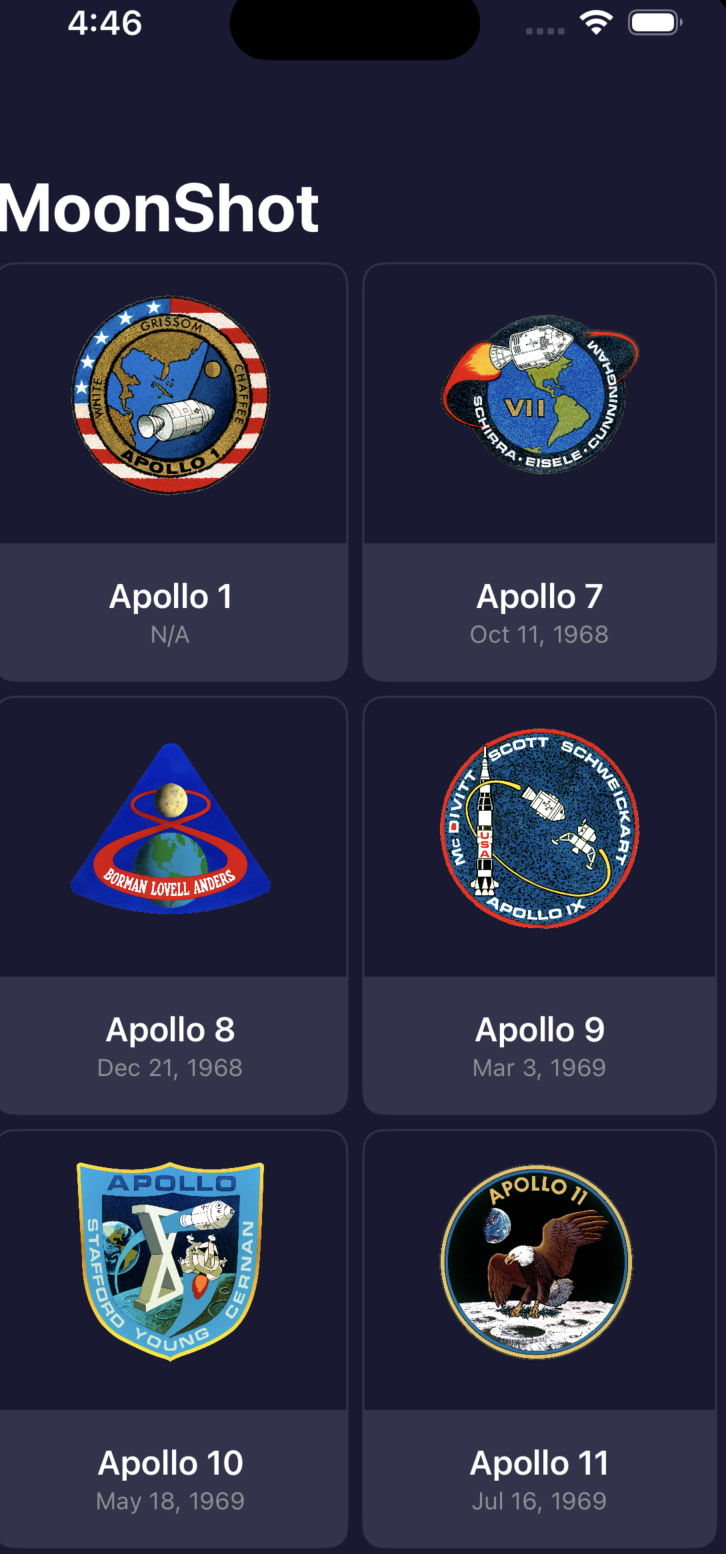 4:46
MoonShot
GRISSOM
WHITE
CHAFFEE
APOLLO 1
VII
SCHIRRA · EISELE · CUNNINGHAM
Apollo 1
N/A
Apollo 7
Oct 11, 1968
BORMAN LOVELL ANDERS
McDIVITT SCOTT SCHWEICKART
USA
APOLLO IX
Apollo 8
Dec 21, 1968
Apollo 9
Mar 3, 1969
APOLLO
X
STAFFORD YOUNG CERNAN
APOLLO 11
Apollo 10
May 18, 1969
Apollo 11
Jul 16, 1969